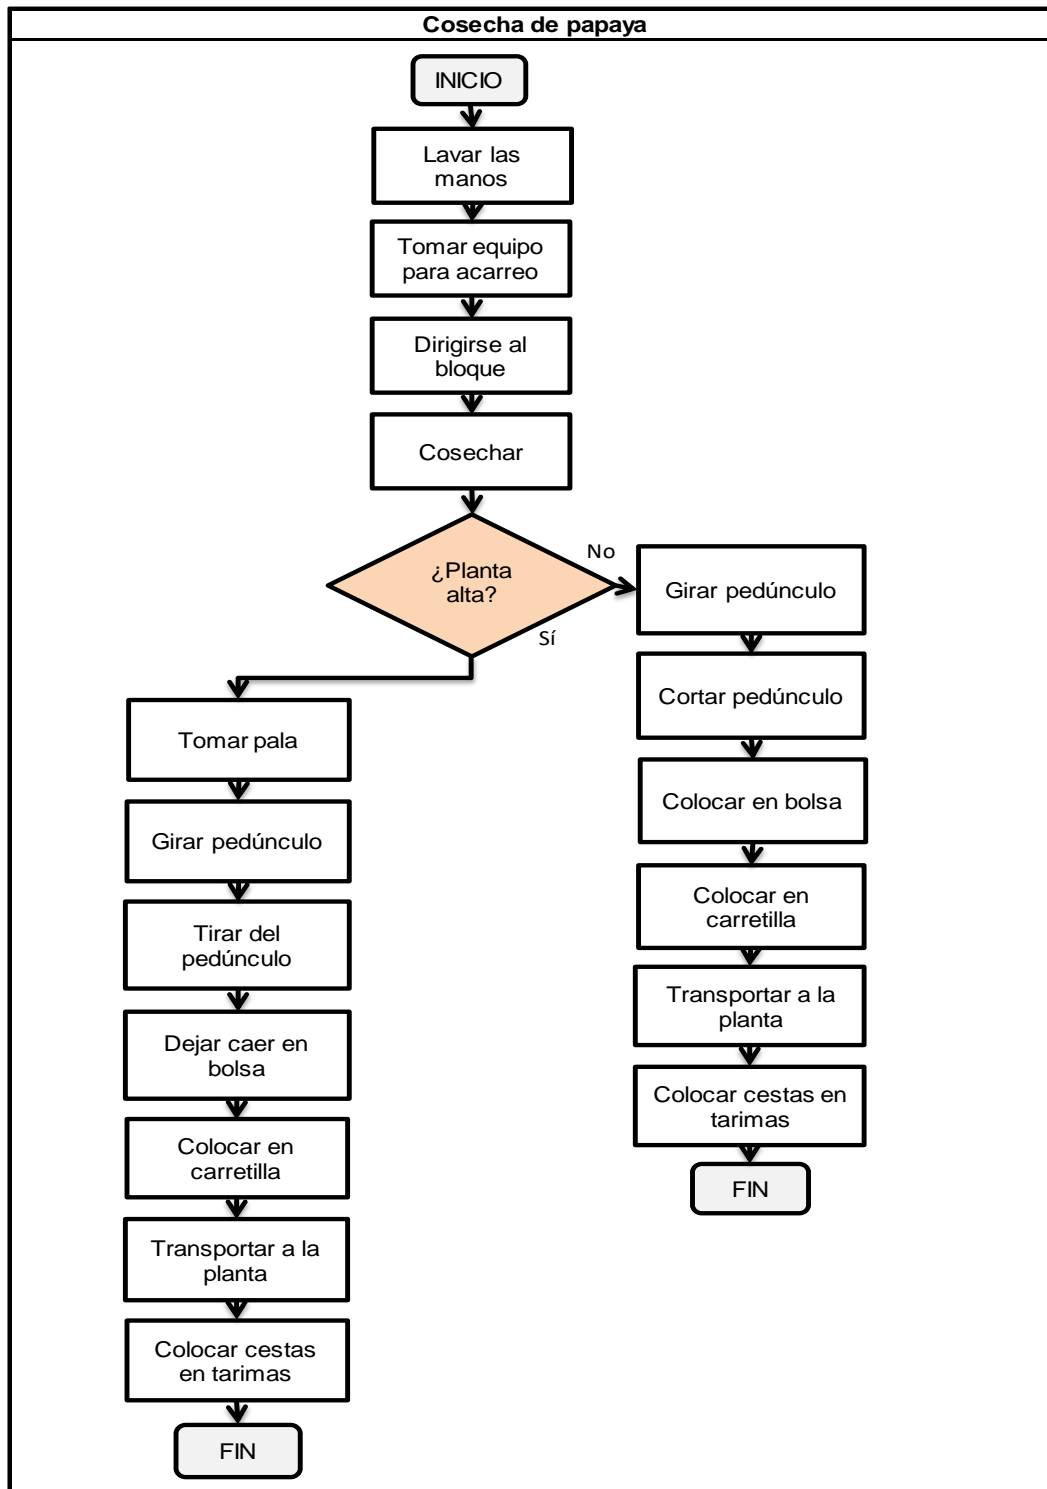 Cosecha de papaya
INICIO
Lavar las
manos
Tomar equipo
para acarreo
Dirigirse al
bloque
Cosechar
¿Planta
alta?
No
Sí
Girar pedúnculo
Cortar pedúnculo
Colocar en bolsa
Colocar en
carretilla
Transportar a la
planta
Colocar cestas en
tarimas
FIN
Tomar pala
Girar pedúnculo
Tirar del
pedúnculo
Dejar caer en
bolsa
Colocar en
carretilla
Transportar a la
planta
Colocar cestas
en tarimas
FIN